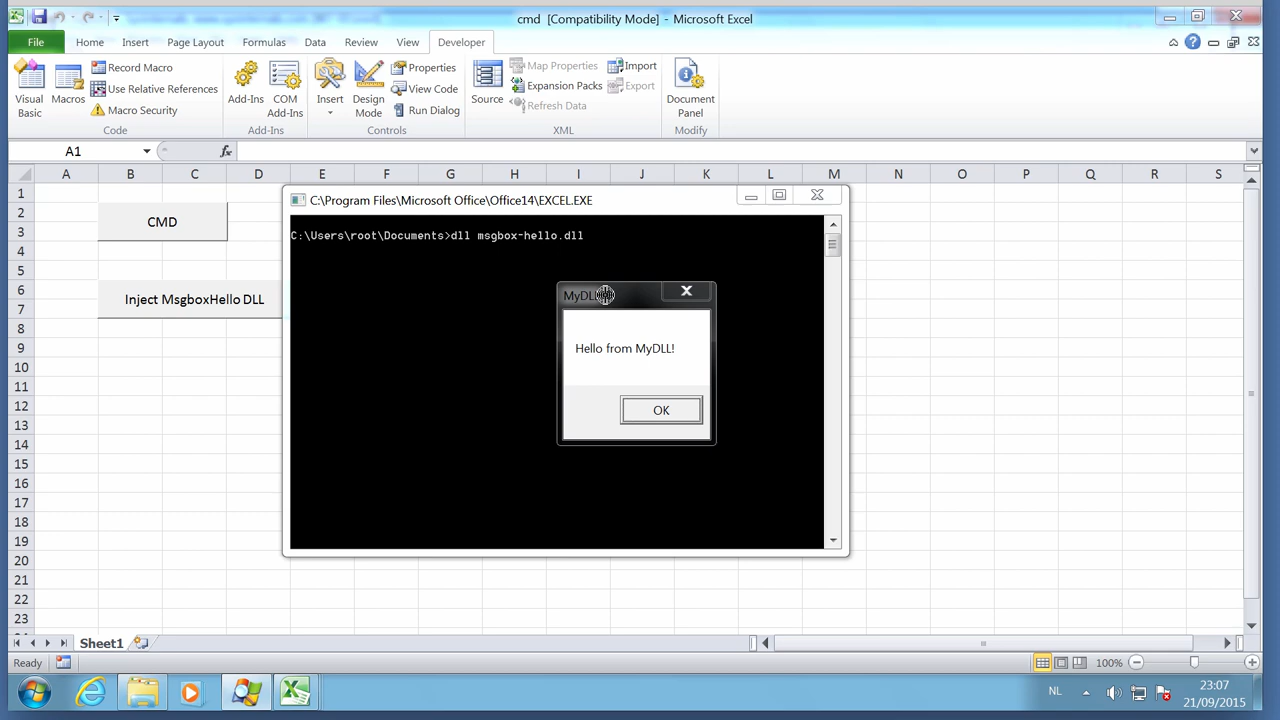 cmd [Compatibility Mode] - Microsoft Excel
File Home Insert Page Layout Formulas Data Review View Developer
Visual Basic
Macros
Record Macro
Use Relative References
Macro Security
Code
Add-Ins
COM Add-Ins
Add-Ins
Insert
Design Mode
Properties
View Code
Run Dialog
Controls
Source
Map Properties
Expansion Packs
Refresh Data
Import
Export
XML
Document Panel
Modify
A1 fx
A B C D E F G H I J K L M N O P Q R S
1
2
3
4
5
6
7
8
9
10
11
12
13
14
15
16
17
18
19
20
21
22
23
CMD
Inject MsgboxHello DLL
C:\Program Files\Microsoft Office\Office14\EXCEL.EXE
C:\Users\root\Documents>dll msgbox-hello.dll
Hello from MyDLL!
OK
Sheet1
Ready
100%
NL
23:07
21/09/2015